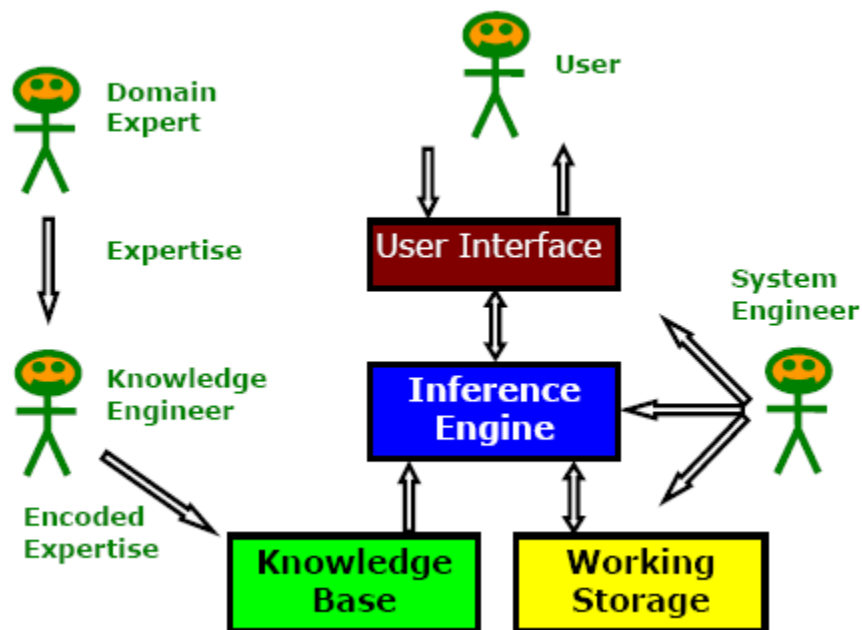 User
Domain
Expert
User Interface
Expertise
System
Engineer
Knowledge
Engineer
Inference
Engine
Encoded
Expertise
Knowledge
Base
Working
Storage